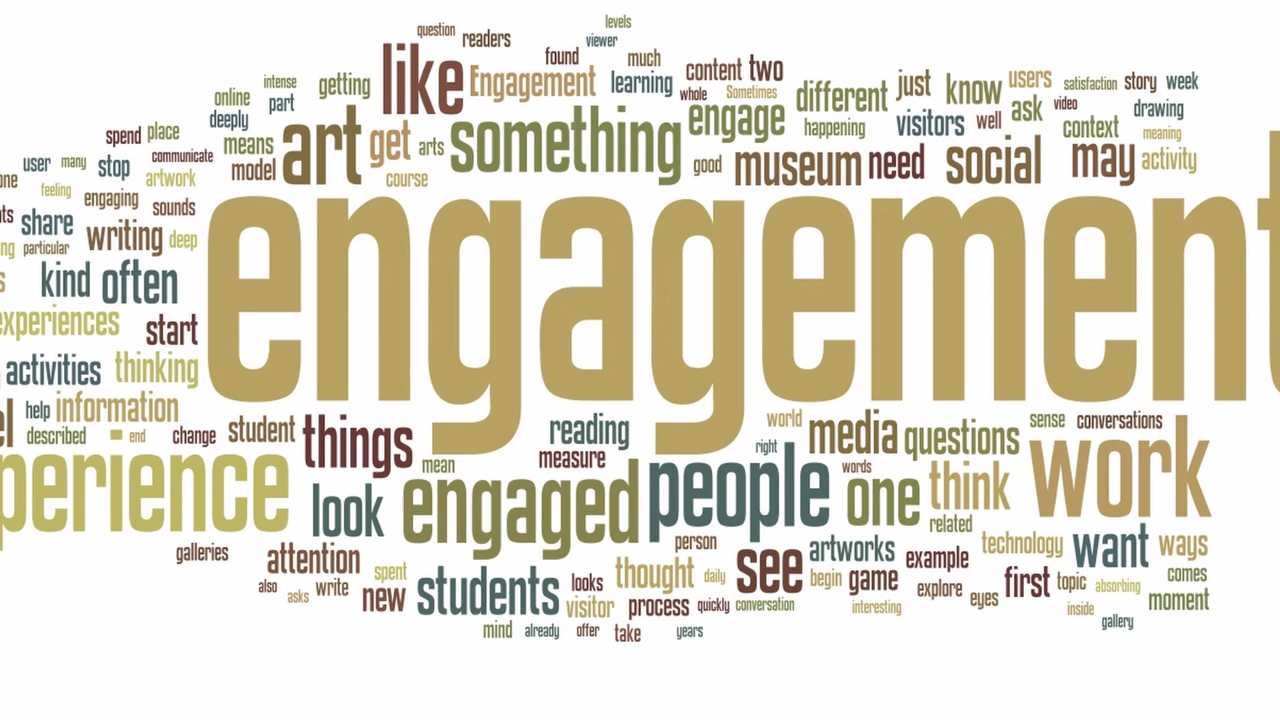 levels
question readers viewer
like found much content two
intense getting Engagement learning whole Sometimes different just know users satisfaction story week
online part video drawing
deeply art get arts something engage happening visitors well ask context meaning
spend place means good museum need social may activity
user many stop communicate model course
feeling artwork
engaging sounds
share
particular writing deep
kind often
engagement
experiences start
activities thinking
help information
described end change student things reading world media questions sense conversations
mean measure right words work
perience look engaged people one think
related
galleries attention person artworks example technology want ways
also asks write spent thought daily see begin game explore eyes first topic absorbing comes
new students looks visitor process quickly conversation interesting inside moment
mind already offer take years gallery